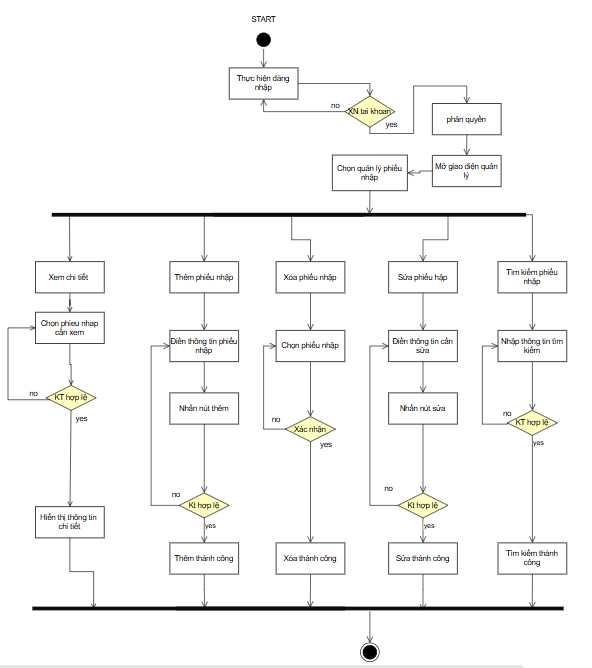 START
Thực hiện đăng
nhập
no
XN tai khoan
yes
phân quyền
Mở giao diện quản
lý
Chọn quản lý phiếu
nhập
Xem chi tiết
Thêm phiếu nhập
Xóa phiếu nhập
Sửa phiếu hập
Tìm kiếm phiếu
nhập
Chọn phieu nhap
cần xem
Điền thông tin phiếu
nhập
Chọn phiếu nhập
Điền thông tin cần
sửa
Nhập thông tin tìm
kiếm
no
KT hợp lệ
yes
Nhấn nút thêm
no
Xác nhận
yes
Nhấn nút sửa
no
KT hợp lệ
yes
no
Kt hợp lệ
yes
no
Kt hợp lệ
yes
Hiển thị thông tin
chi tiết
Thêm thành công
Xóa thành công
Sửa thành công
Tìm kiếm thành
công